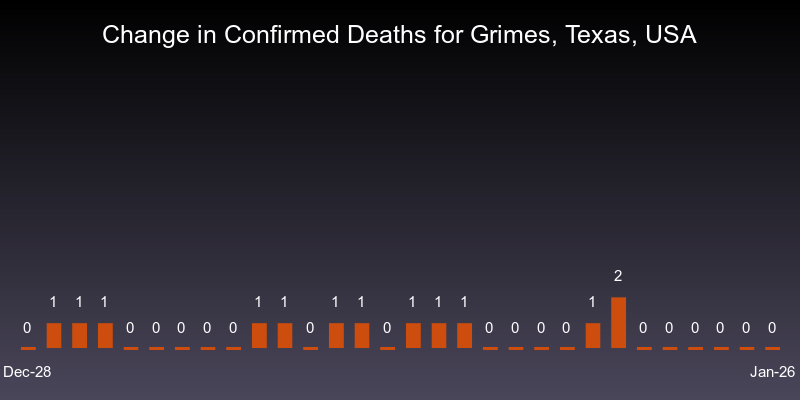 Change in Confirmed Deaths for Grimes, Texas, USA
2
1 1 1 1 1 1 1 1 1 1 1
0 0 0 0 0 0 0 0 0 0 0 0 0 0 0 0 0 0
Dec-28 Jan-26